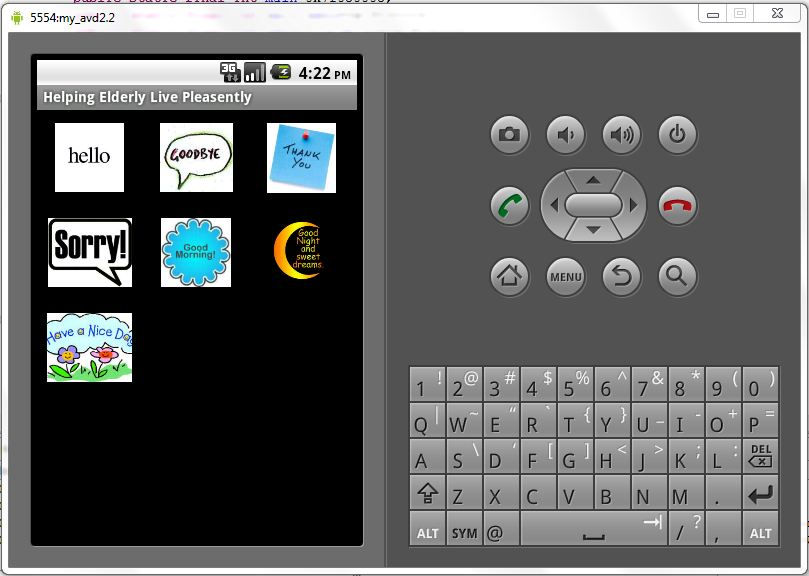 5554:my_avd2.2
3G 4:22 PM
Helping Elderly Live Pleasently
hello
GOODBYE
THANK
YOU
Sorry!
Good
Morning!
Good
Night
and
sweet
dreams.
Have a Nice Day
MENU
1 ! 2 @ 3 # 4 $ 5 % 6 ^ 7 & 8 * 9 ( 0 )
Q | W ~ E “ R ` T { Y } U _ I - O + P =
A S \ D ‘ F [ G ] H < J > K ; L : DEL
Z X C V B N M .
ALT SYM @ / ? , ALT